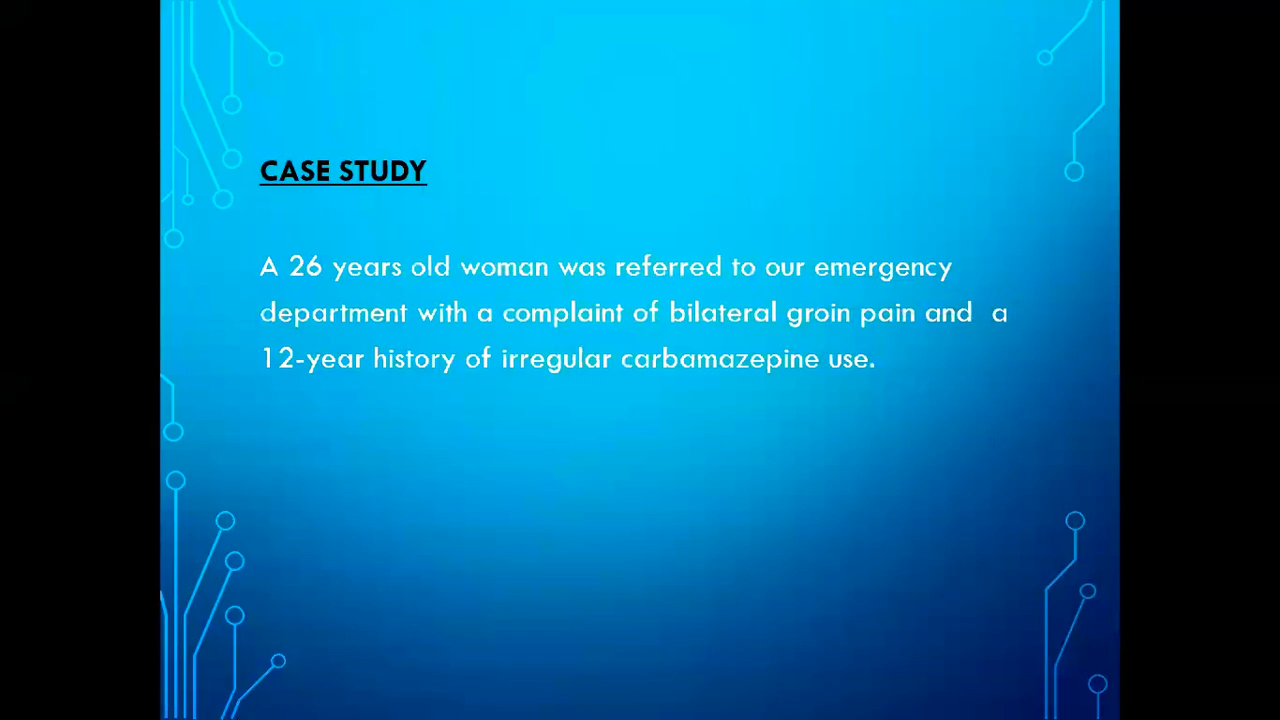 CASE STUDY
A 26 years old woman was referred to our emergency
department with a complaint of bilateral groin pain and a
12-year history of irregular carbamazepine use.